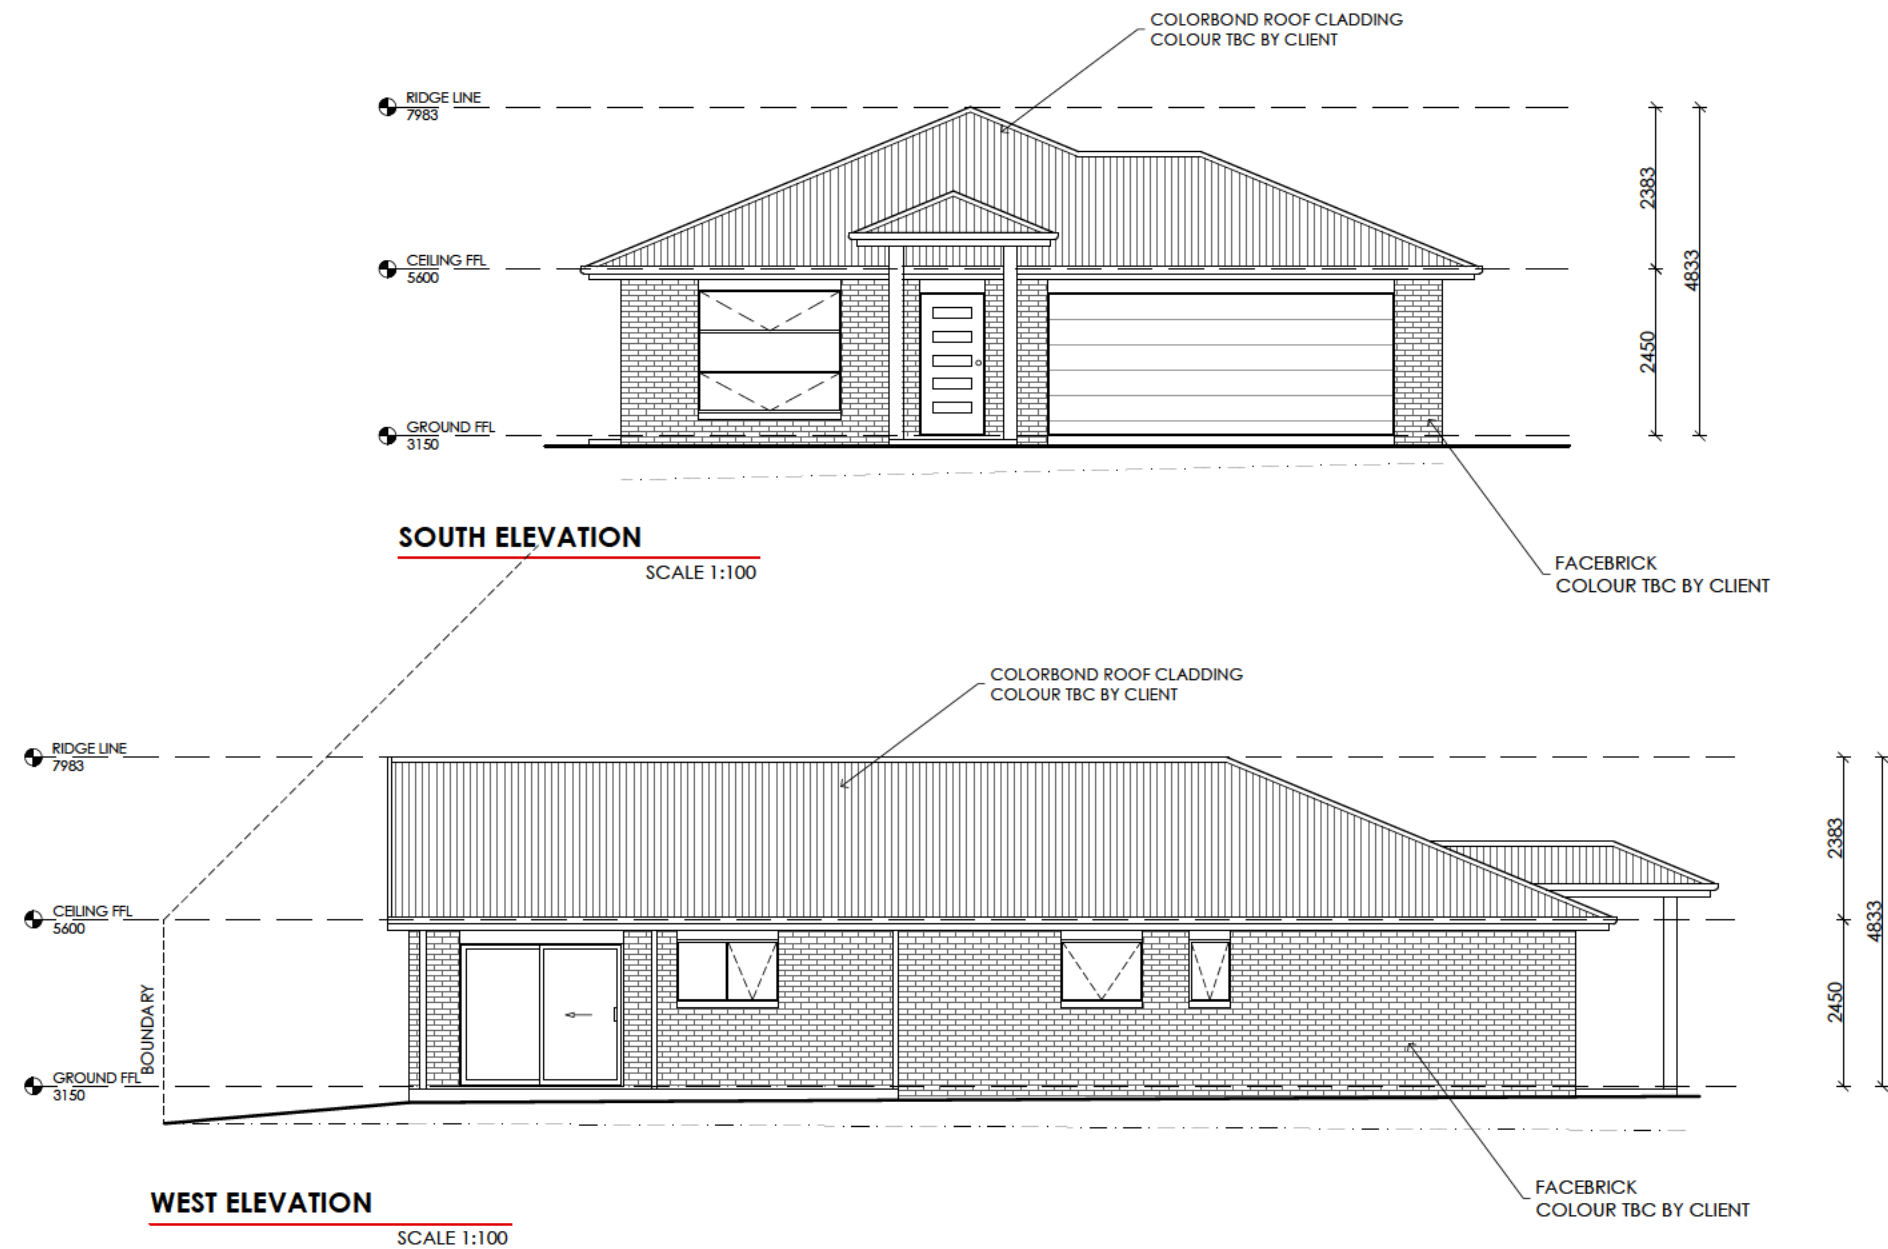 COLORBOND ROOF CLADDING
COLOUR TBC BY CLIENT
RIDGE LINE
7983
CEILING FFL
5600
GROUND FFL
3150
2383
2450
4833
SOUTH ELEVATION
SCALE 1:100
FACEBRICK
COLOUR TBC BY CLIENT
COLORBOND ROOF CLADDING
COLOUR TBC BY CLIENT
RIDGE LINE
7983
CEILING FFL
5600
BOUNDARY
GROUND FFL
3150
2383
2450
4833
WEST ELEVATION
SCALE 1:100
FACEBRICK
COLOUR TBC BY CLIENT